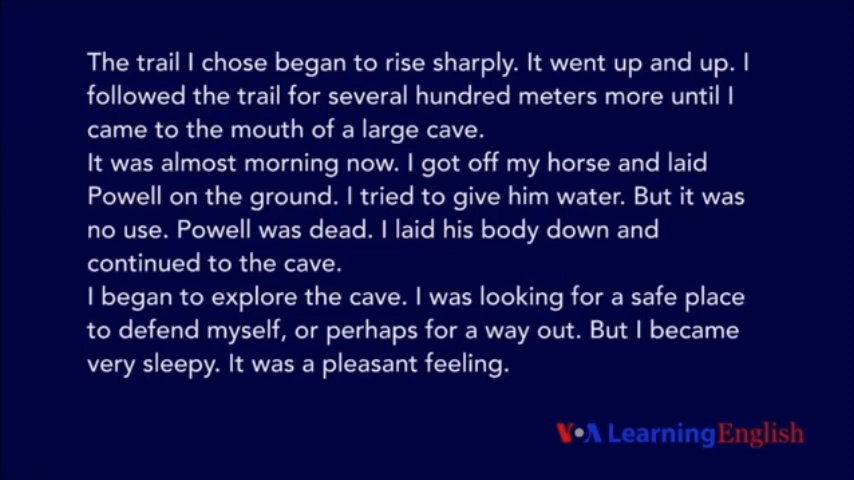 The trail I chose began to rise sharply. It went up and up. I
followed the trail for several hundred meters more until I
came to the mouth of a large cave.
It was almost morning now. I got off my horse and laid
Powell on the ground. I tried to give him water. But it was
no use. Powell was dead. I laid his body down and
continued to the cave.
I began to explore the cave. I was looking for a safe place
to defend myself, or perhaps for a way out. But I became
very sleepy. It was a pleasant feeling.
VOA Learning English